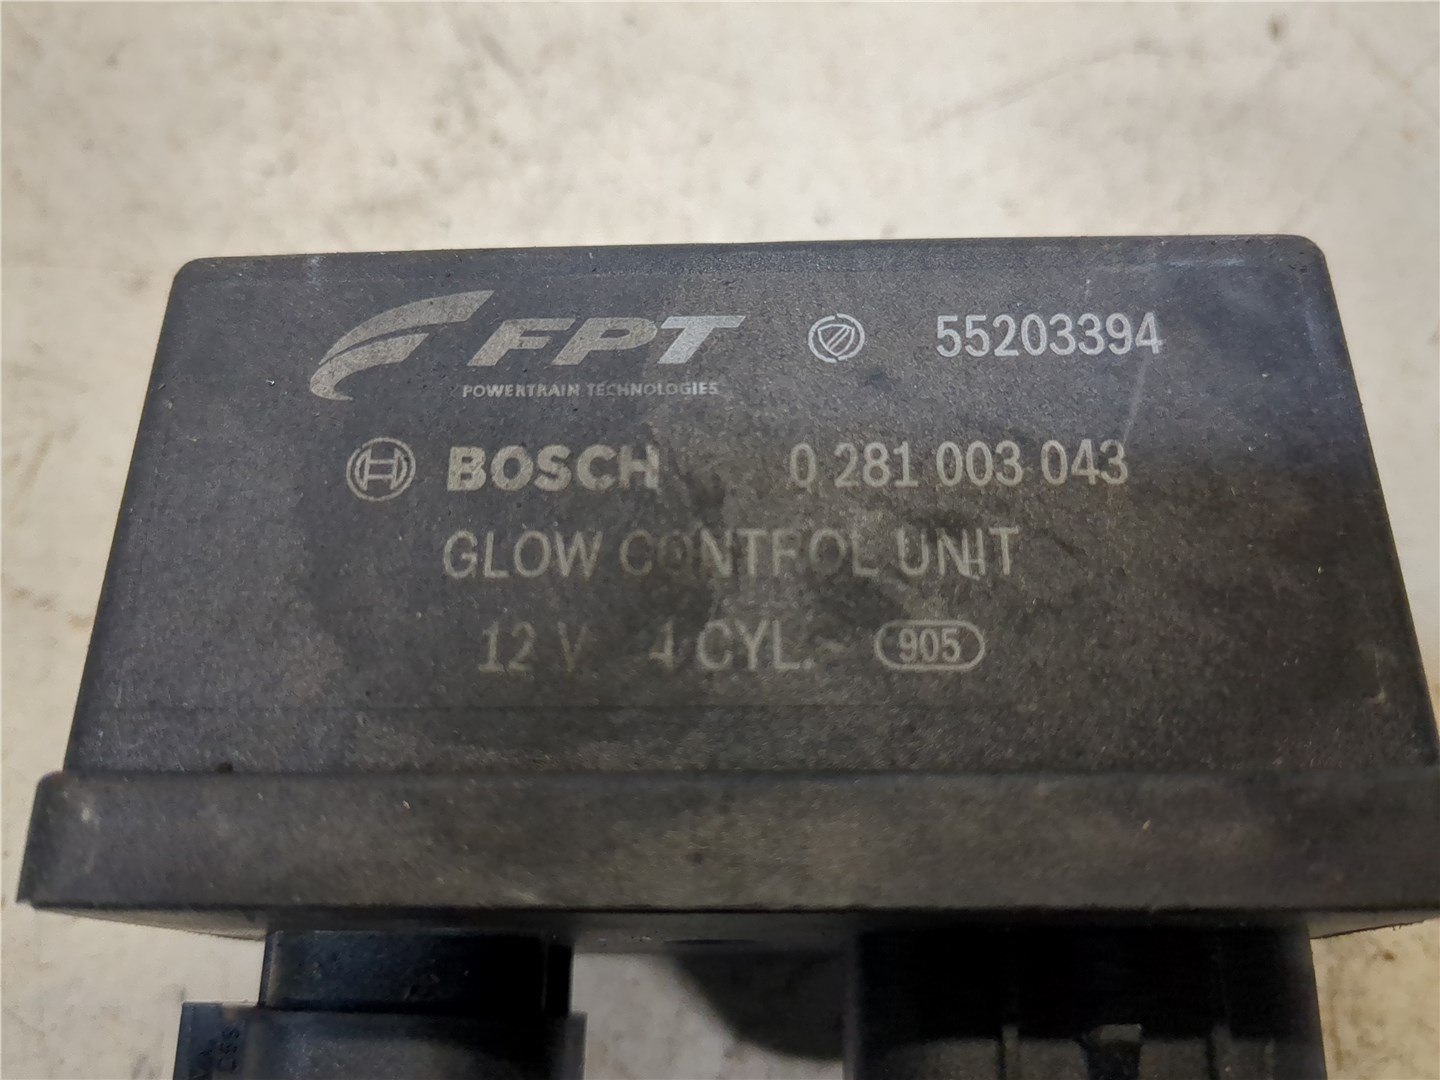 FPT 55203394
POWERTRAIN TECHNOLOGIES
BOSCH 0 281 003 043
GLOW CONTROL UNIT
12 V 4 CYL. 905